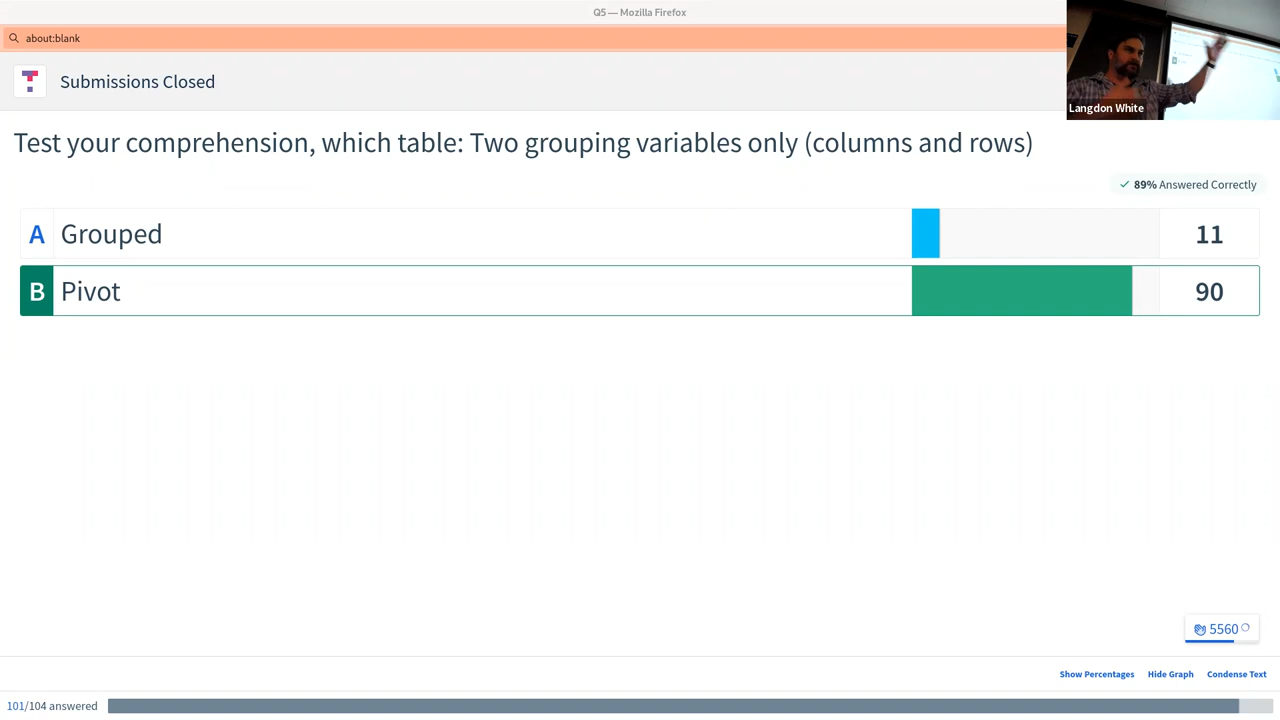 Q5 — Mozilla Firefox
about:blank
Submissions Closed
Langdon White
Test your comprehension, which table: Two grouping variables only (columns and rows)
89% Answered Correctly
A Grouped 11
B Pivot 90
5560
Show Percentages Hide Graph Condense Text
101/104 answered